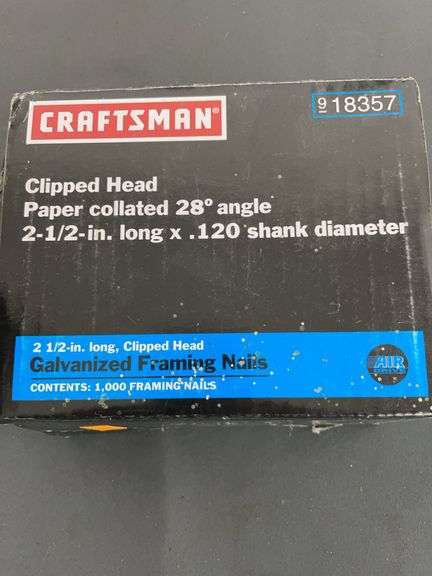 CRAFTSMAN®
9 18357
Clipped Head
Paper collated 28° angle
2-1/2-in. long x .120 shank diameter
2 1/2-in. long, Clipped Head
Galvanized Framing Nails
CONTENTS: 1,000 FRAMING NAILS
AIR